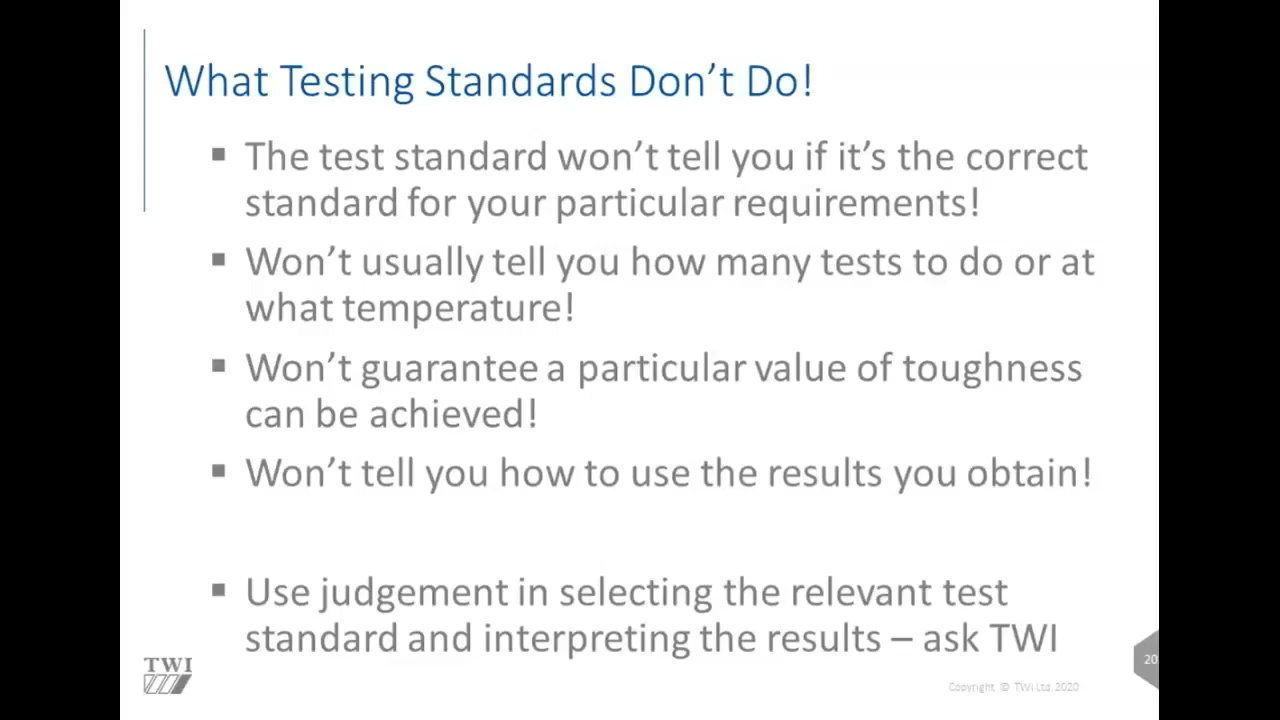 What Testing Standards Don’t Do!
▪ The test standard won’t tell you if it’s the correct
standard for your particular requirements!
▪ Won’t usually tell you how many tests to do or at
what temperature!
▪ Won’t guarantee a particular value of toughness
can be achieved!
▪ Won’t tell you how to use the results you obtain!
▪ Use judgement in selecting the relevant test
standard and interpreting the results – ask TWI
TWI
20
Copyright © TWI Ltd 2020